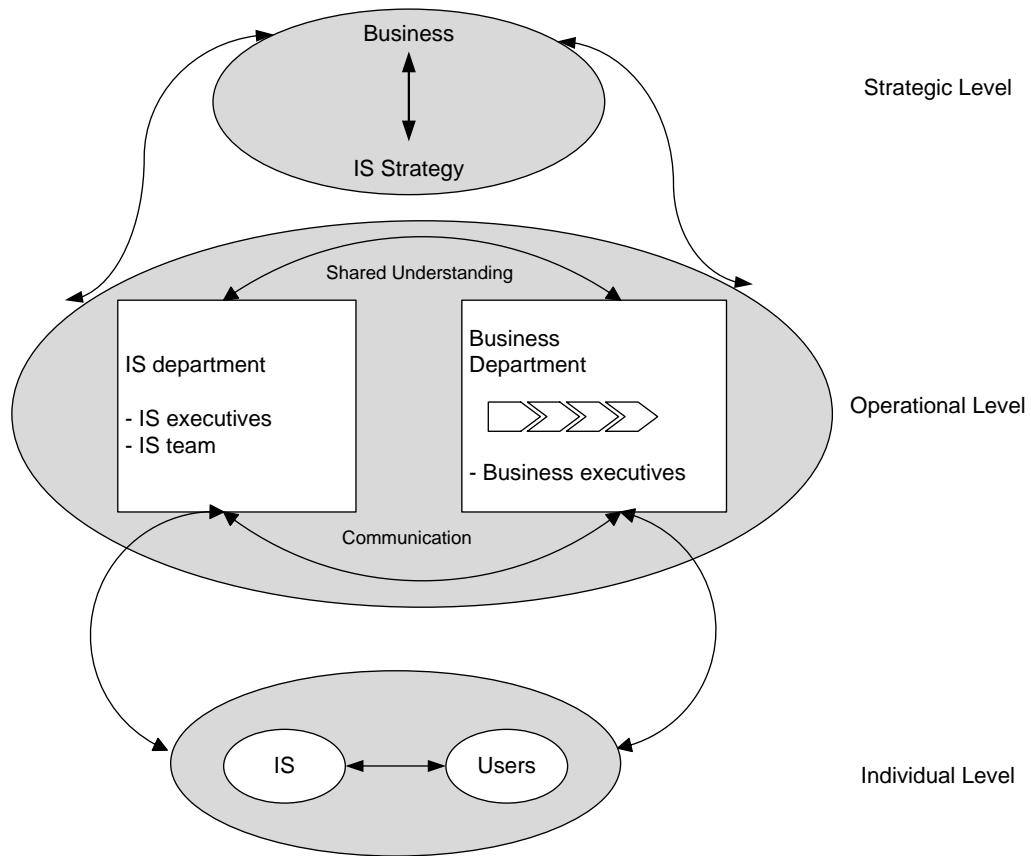 Business
IS Strategy
Strategic Level
Shared Understanding
IS department
- IS executives
- IS team
Business
Department
- Business executives
Operational Level
Communication
IS
Users
Individual Level